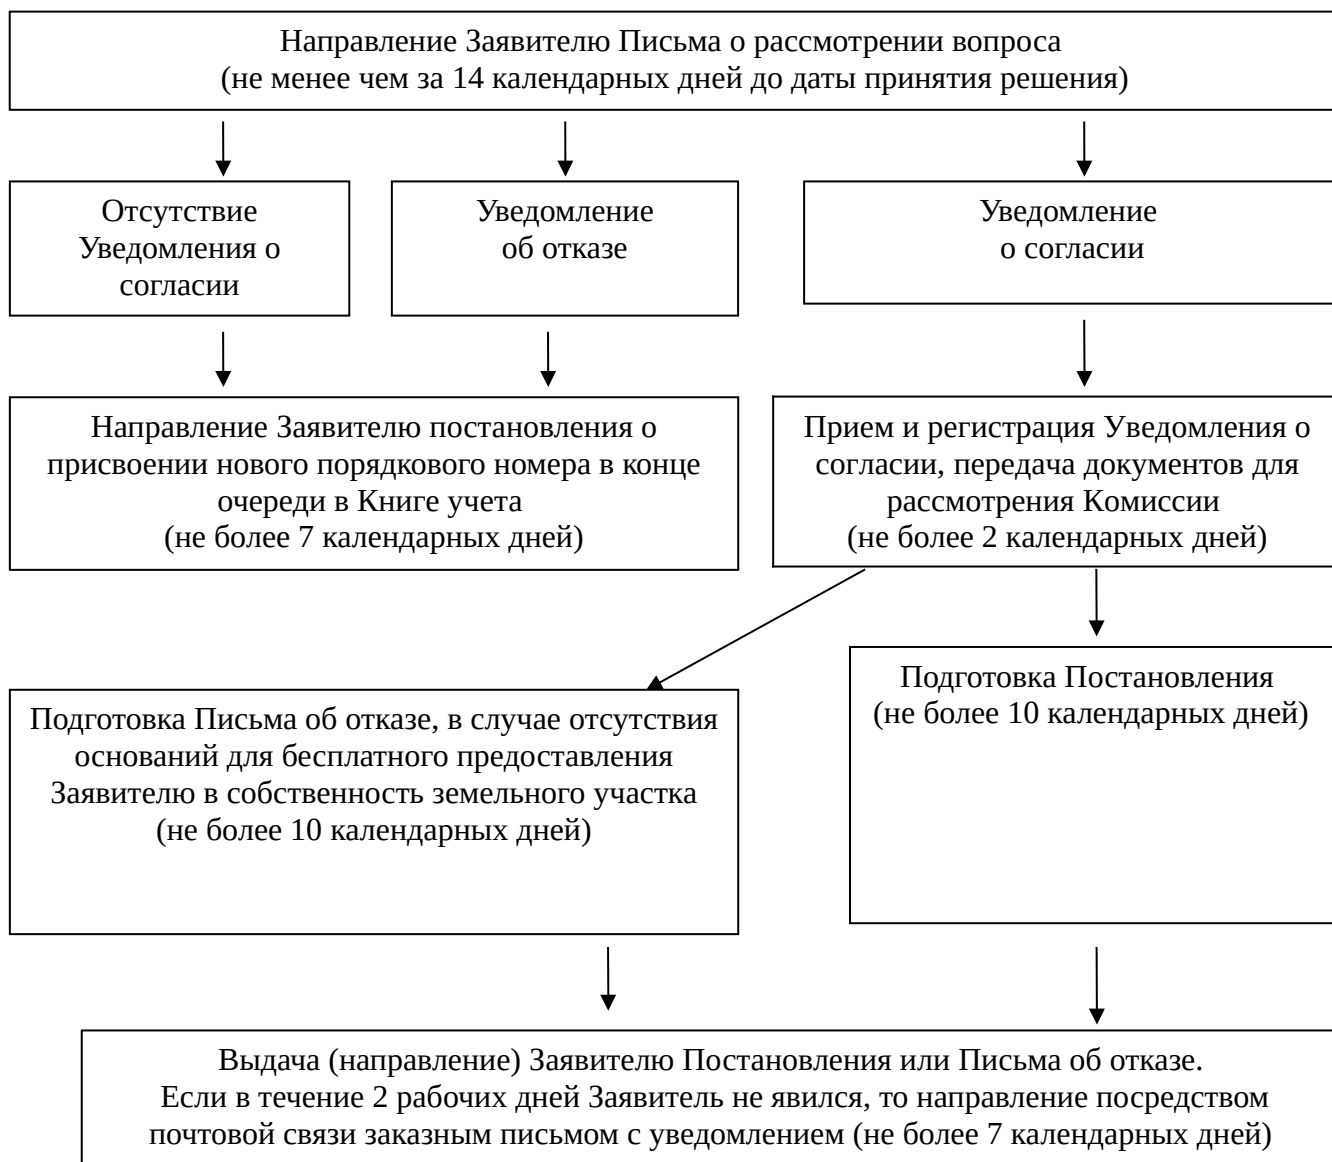 Направление Заявителю Письма о рассмотрении вопроса
(не менее чем за 14 календарных дней до даты принятия решения)
Отсутствие
Уведомления о
согласии
Уведомление
об отказе
Уведомление
о согласии
Направление Заявителю постановления о
присвоении нового порядкового номера в конце
очереди в Книге учета
(не более 7 календарных дней)
Прием и регистрация Уведомления о
согласии, передача документов для
рассмотрения Комиссии
(не более 2 календарных дней)
Подготовка Письма об отказе, в случае отсутствия
оснований для бесплатного предоставления
Заявителю в собственность земельного участка
(не более 10 календарных дней)
Подготовка Постановления
(не более 10 календарных дней)
Выдача (направление) Заявителю Постановления или Письма об отказе.
Если в течение 2 рабочих дней Заявитель не явился, то направление посредством
почтовой связи заказным письмом с уведомлением (не более 7 календарных дней)